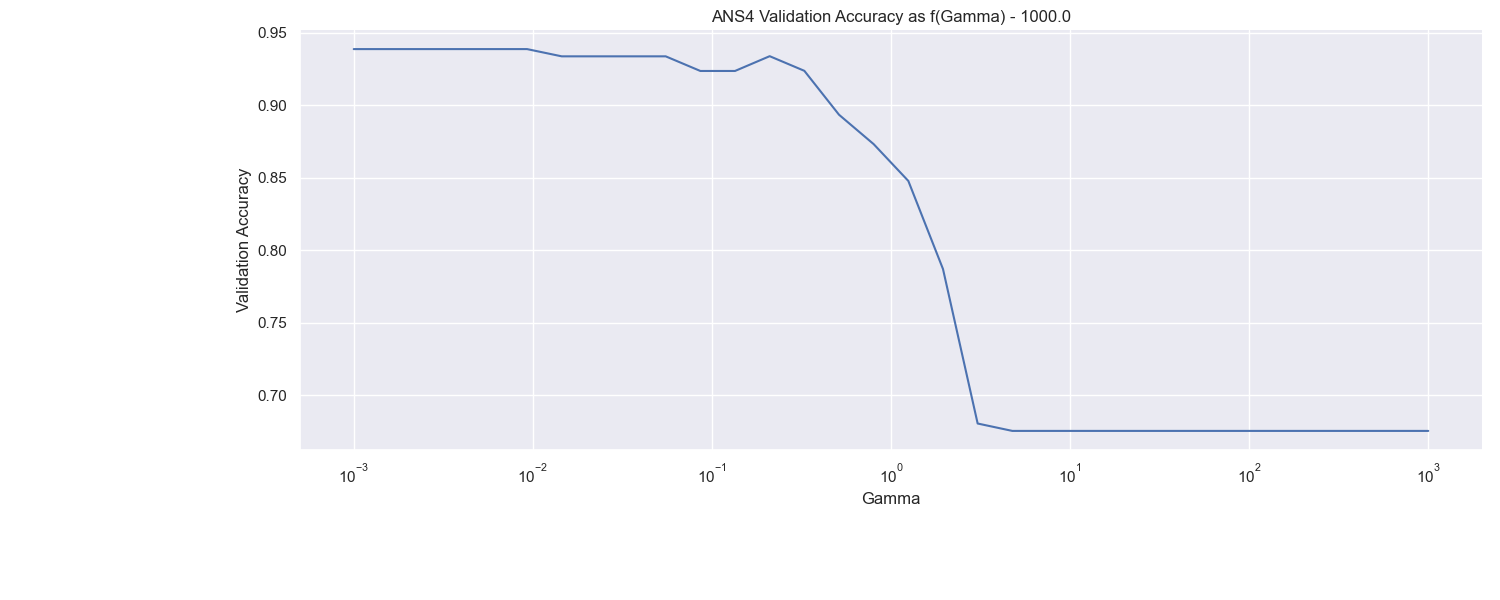 ANS4 Validation Accuracy as f(Gamma) - 1000.0
0.95
0.90
0.85
0.80
0.75
0.70
Validation Accuracy
10⁻³ 10⁻² 10⁻¹ 10⁰ 10¹ 10² 10³
Gamma